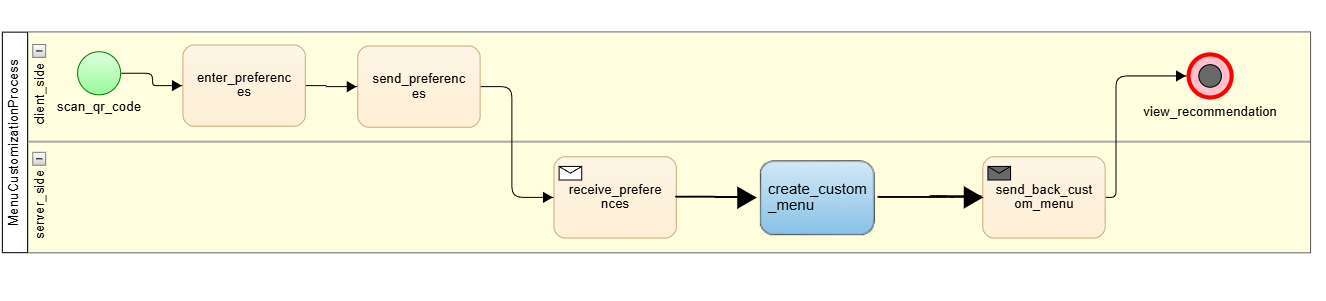 MenuCustomizationProcess
client_side
scan_qr_code
enter_preferenc
es
send_preferenc
es
view_recommendation
server_side
receive_prefere
nces
create_custom
_menu
send_back_cust
om_menu